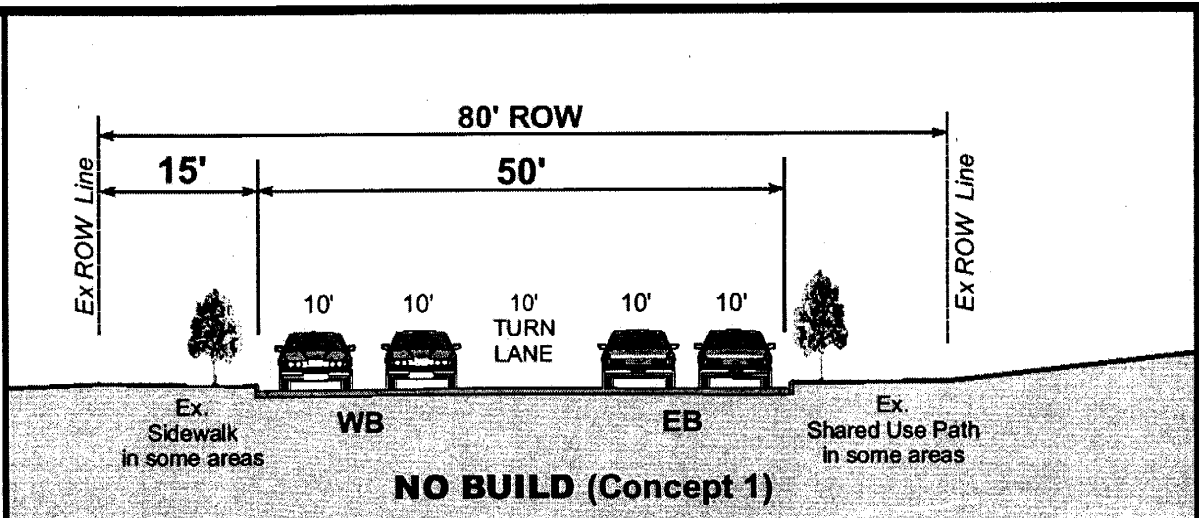 80' ROW
15'
50'
Ex ROW Line
Ex ROW Line
10'
10'
10'
TURN
LANE
10'
10'
Ex.
Sidewalk
in some areas
WB
EB
Ex.
Shared Use Path
in some areas
NO BUILD (Concept 1)